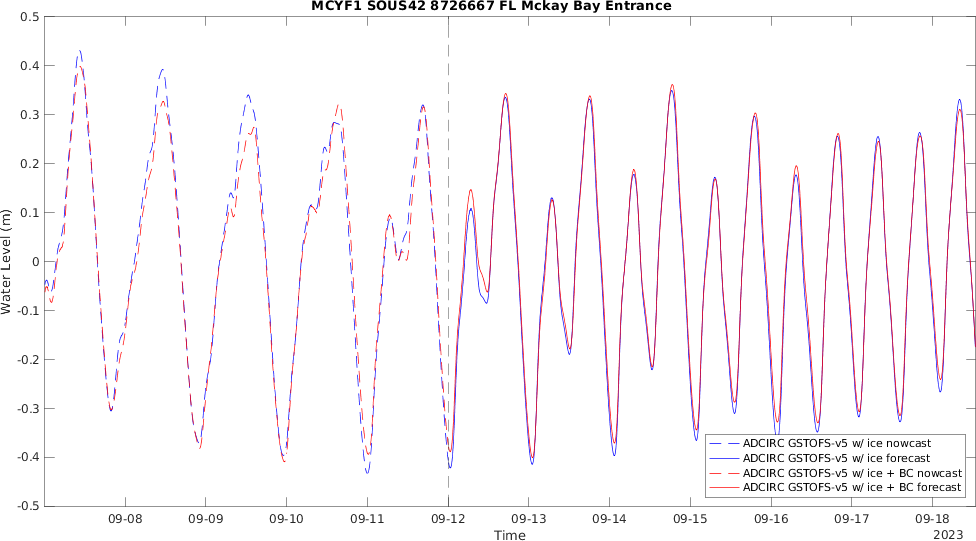 MCYF1 SOUS42 8726667 FL Mckay Bay Entrance
Water Level (m)
0.5
0.4
0.3
0.2
0.1
0
-0.1
-0.2
-0.3
-0.4
-0.5
ADCIRC GSTOFS-v5 w/ ice nowcast
ADCIRC GSTOFS-v5 w/ ice forecast
ADCIRC GSTOFS-v5 w/ ice + BC nowcast
ADCIRC GSTOFS-v5 w/ ice + BC forecast
09-08 09-09 09-10 09-11 09-12 09-13 09-14 09-15 09-16 09-17 09-18
Time
2023